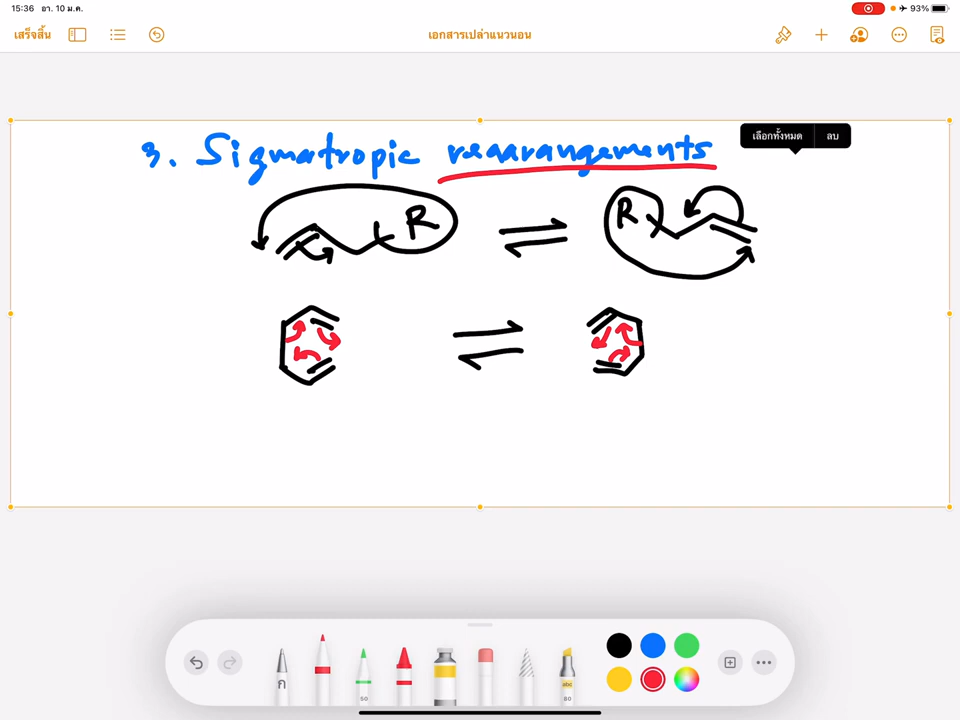 15:36 อา. 10 ม.ค.
93%
เสร็จสิ้น
เอกสารเปล่าแนวนอน
เลือกทั้งหมด ลบ
3. Sigmatropic rearrangements
R
R
ก
50
abc
80